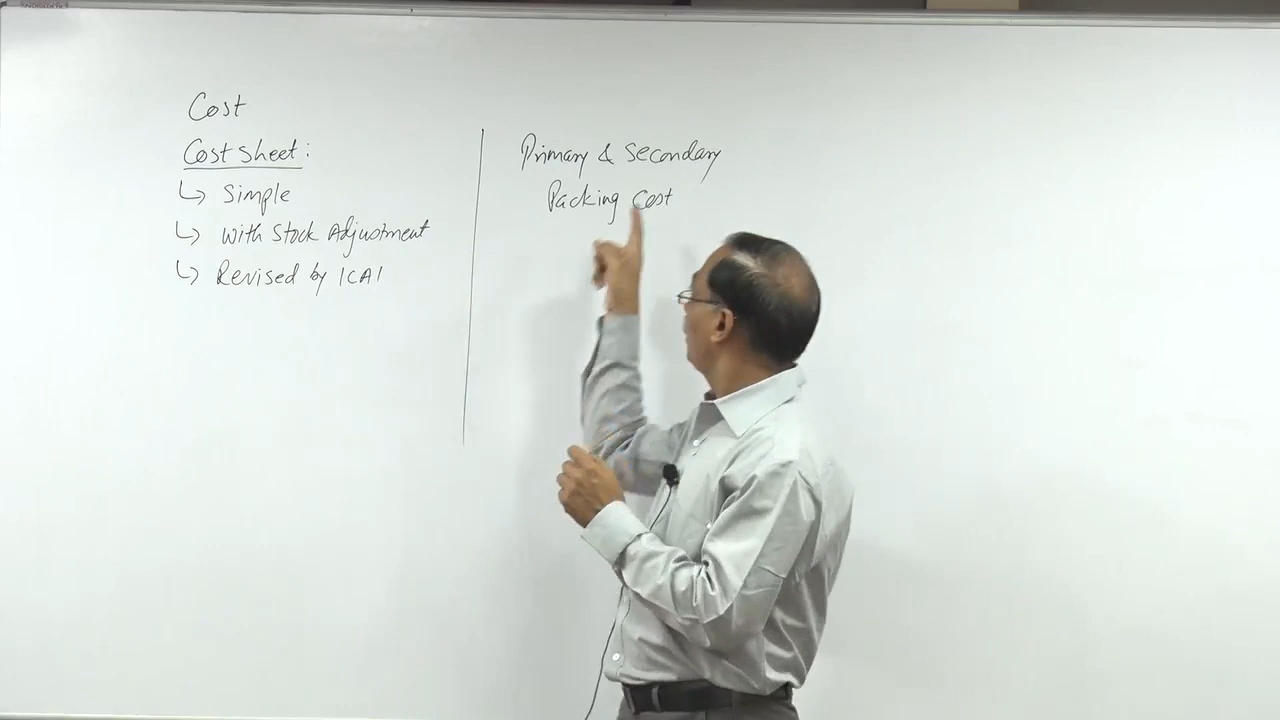 Cost
Cost Sheet:
↳ Simple
↳ With Stock Adjustment
↳ Revised by ICAI
Primary & Secondary
Packing Cost